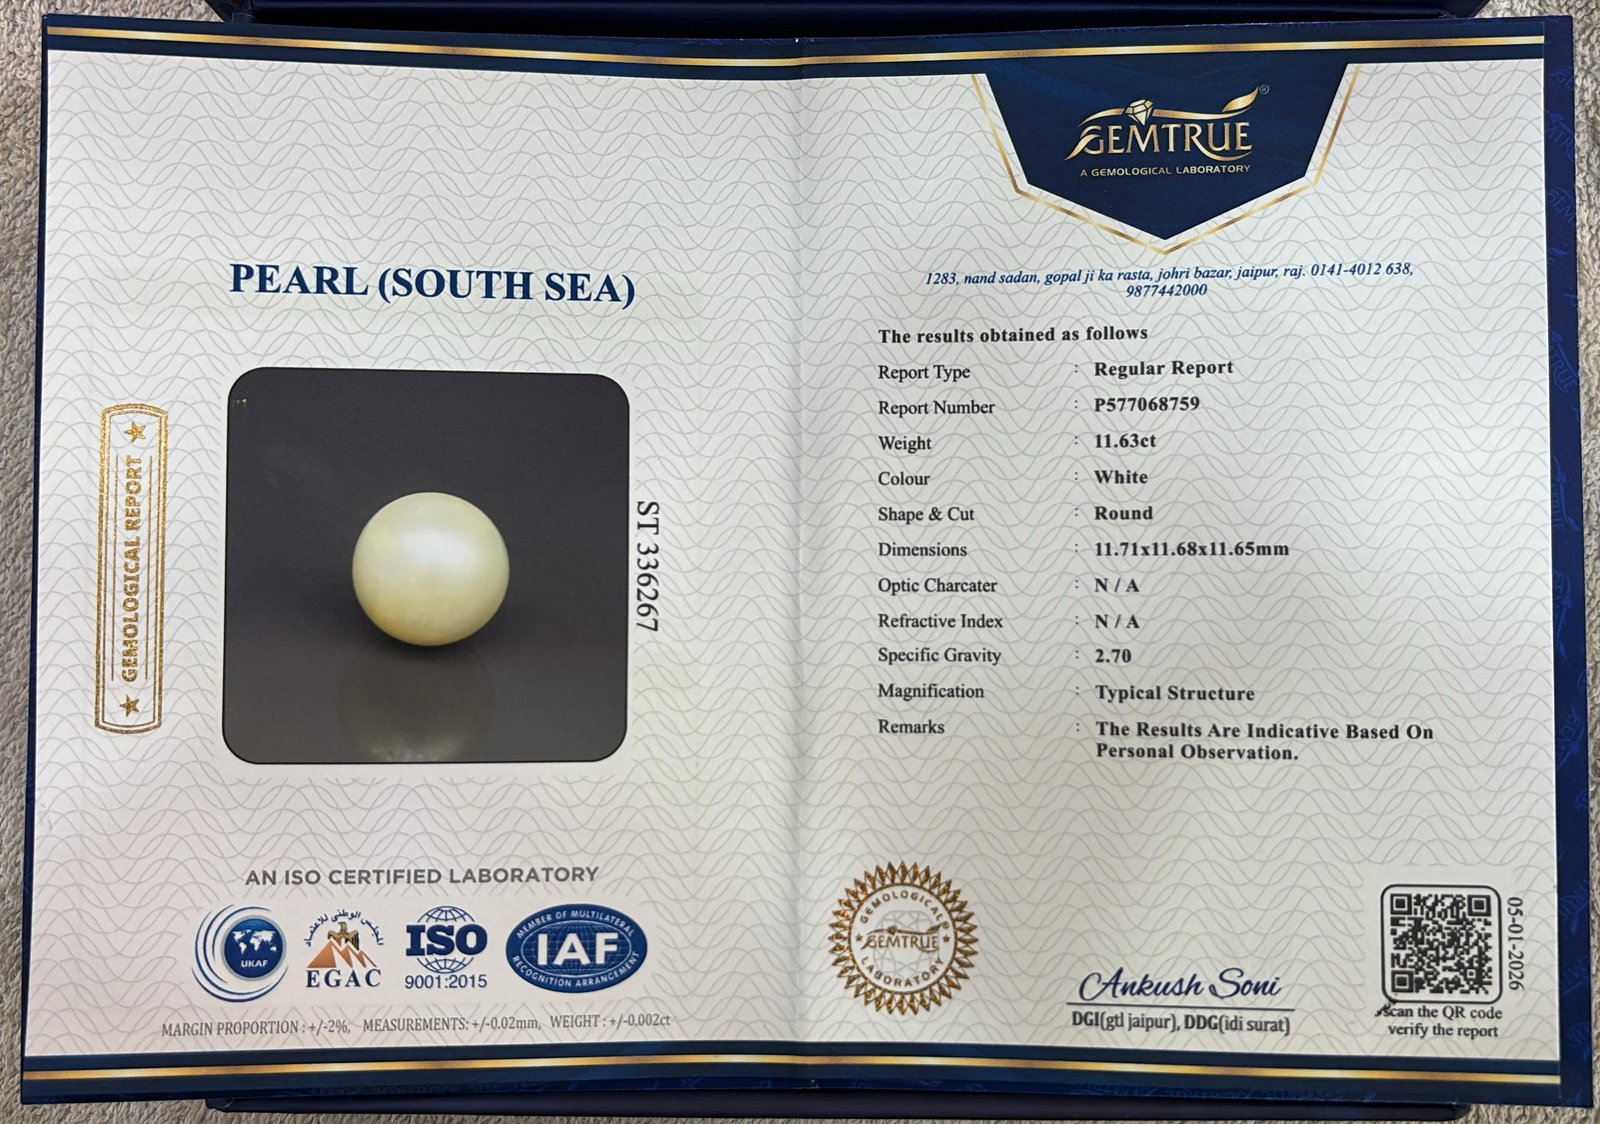 PEARL (SOUTH SEA)
GEMOLOGICAL REPORT
ST 336267
AN ISO CERTIFIED LABORATORY
UKAF
المجلس الوطني للاعتماد
EGAC
ISO
9001:2015
MEMBER OF MULTILATERAL
IAF
RECOGNITION ARRANGEMENT
MARGIN PROPORTION : +/-2%, MEASUREMENTS: +/-0.02mm, WEIGHT : +/-0.002ct
GEMTRUE ®
A GEMOLOGICAL LABORATORY
1283, nand sadan, gopal ji ka rasta, johri bazar, jaipur, raj. 0141-4012 638,
9877442000
The results obtained as follows
Report Type : Regular Report
Report Number : P577068759
Weight : 11.63ct
Colour : White
Shape & Cut : Round
Dimensions : 11.71x11.68x11.65mm
Optic Charcater : N / A
Refractive Index : N / A
Specific Gravity : 2.70
Magnification : Typical Structure
Remarks : The Results Are Indicative Based On
Personal Observation.
GEMOLOGICAL
GEMTRUE
LABORATORY
Ankush Soni
DGI(gtl jaipur), DDG(idi surat)
05-01-2026
Scan the QR code
verify the report